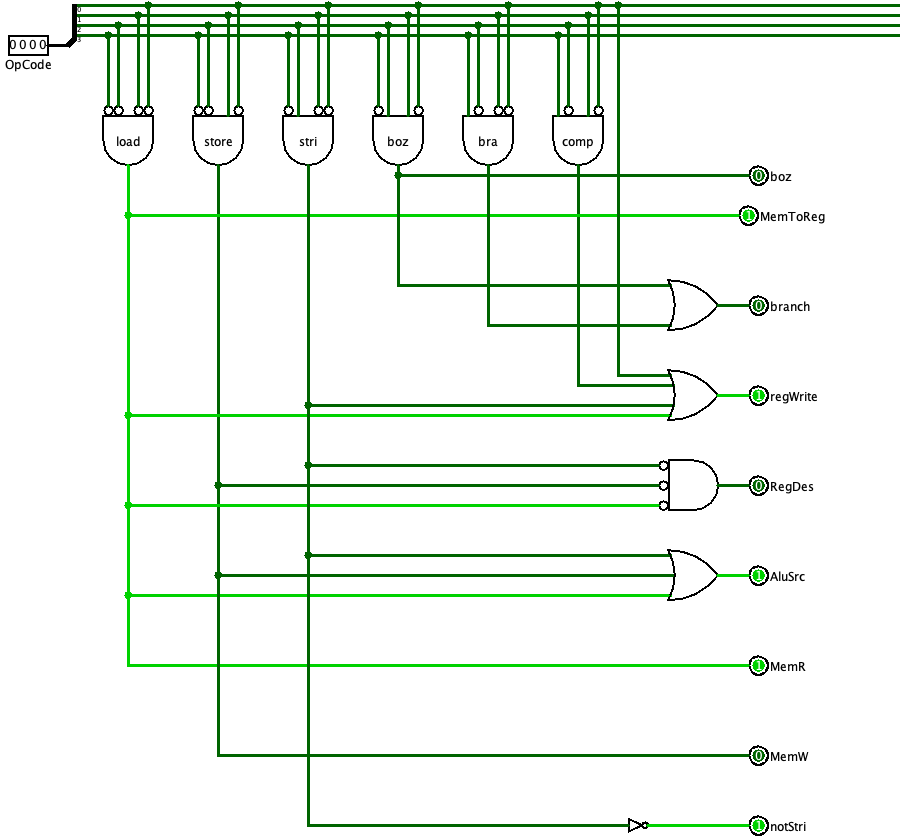 0
1
2
3
0 0 0 0
OpCode
load store stri boz bra comp
0 boz
1 MemToReg
0 branch
1 regWrite
0 RegDes
1 AluSrc
1 MemR
0 MemW
1 notStri